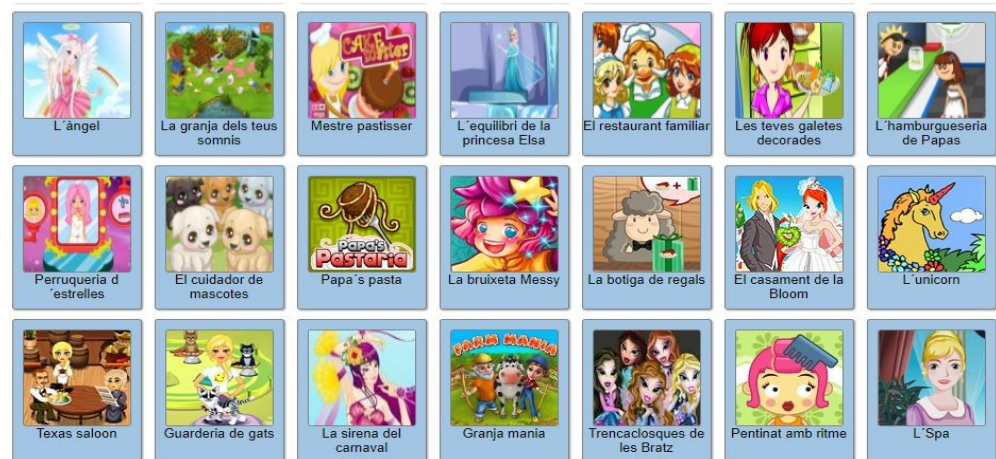 CAKE
Master
L´àngel
La granja dels teus
somnis
Mestre pastisser
L´equilibri de la
princesa Elsa
El restaurant familiar
Les teves galetes
decorades
L´hamburgueseria
de Papas
Papa's
Pastaria
Perruqueria d
´estrelles
El cuidador de
mascotes
Papa´s pasta
La bruixeta Messy
La botiga de regals
El casament de la
Bloom
L´unicorn
FARM MANIA
Texas saloon
Guarderia de gats
La sirena del
carnaval
Granja mania
Trencaclosques de
les Bratz
Pentinat amb ritme
L´Spa